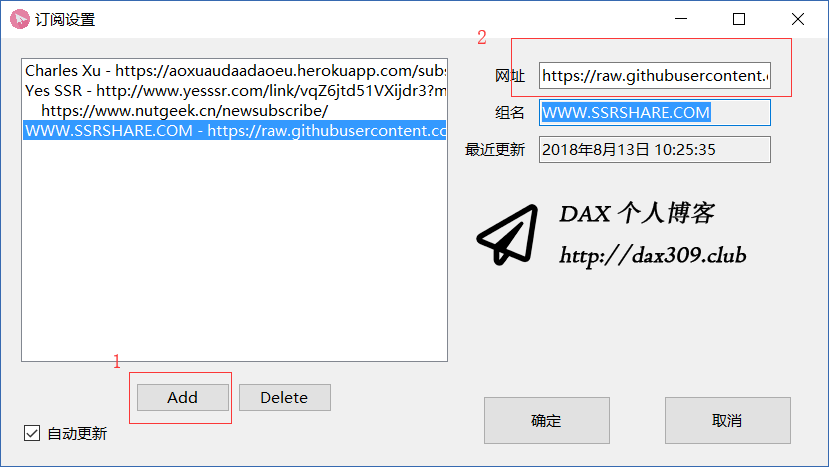 订阅设置
2
Charles Xu - https://aoxuaudaadaoeu.herokuapp.com/subs
Yes SSR - http://www.yesssr.com/link/vqZ6jtd51VXijdr3?m
https://www.nutgeek.cn/newsubscribe/
WWW.SSRSHARE.COM - https://raw.githubusercontent.co
网址 https://raw.githubusercontent.c
组名 WWW.SSRSHARE.COM
最近更新 2018年8月13日 10:25:35
DAX 个人博客
http://dax309.club
1
Add Delete
自动更新
确定 取消